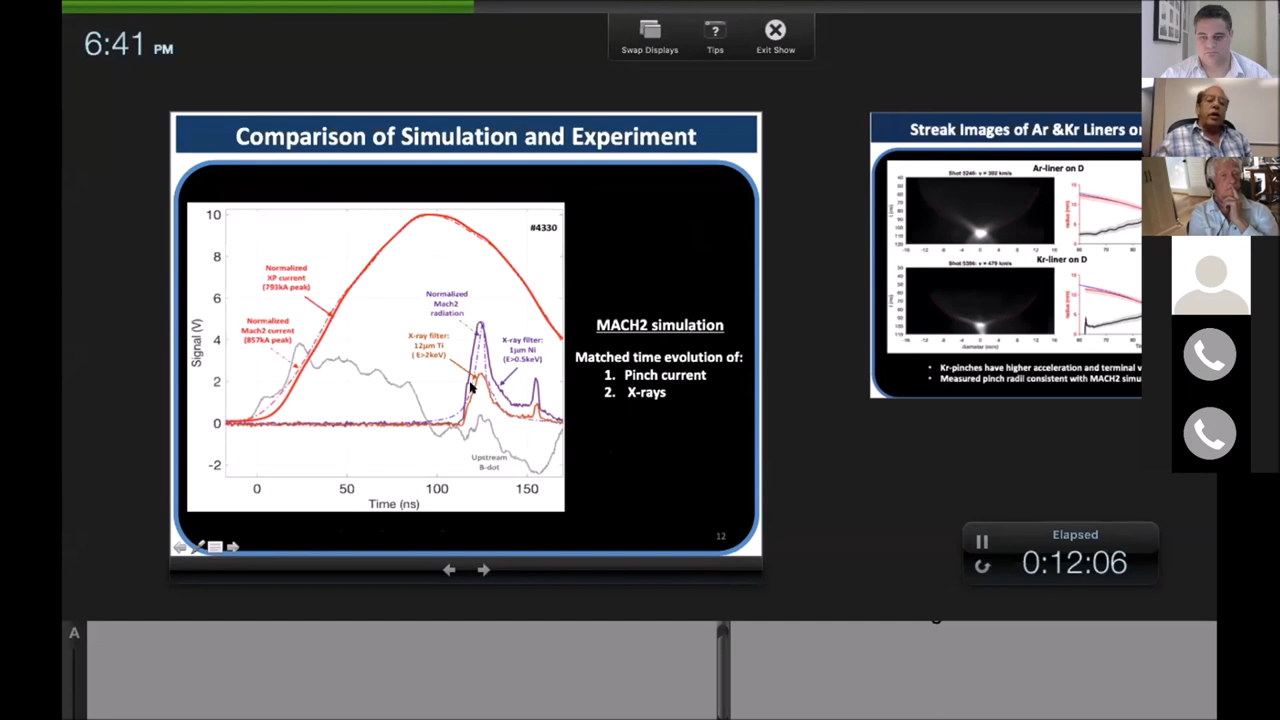 6:41 PM
Swap Displays
Tips
Exit Show
Comparison of Simulation and Experiment
#4330
10
8
6
4
2
0
-2
Signal (V)
0
50
100
150
Time (ns)
Normalized
XP current
(793kA peak)
Normalized
Mach2 current
(857kA peak)
Normalized
Mach2
radiation
X-ray filter:
12μm Ti
( E>2keV)
X-ray filter:
1μm Ni
(E>0.5keV)
Upstream
B-dot
MACH2 simulation
Matched time evolution of:
1. Pinch current
2. X-rays
12
Streak Images of Ar &Kr Liners o
Ar-liner on D
Kr-liner on D
Kr-pinches have higher acceleration and terminal v
Measured pinch radii consistent with MACH2 simu
Elapsed
0:12:06
A